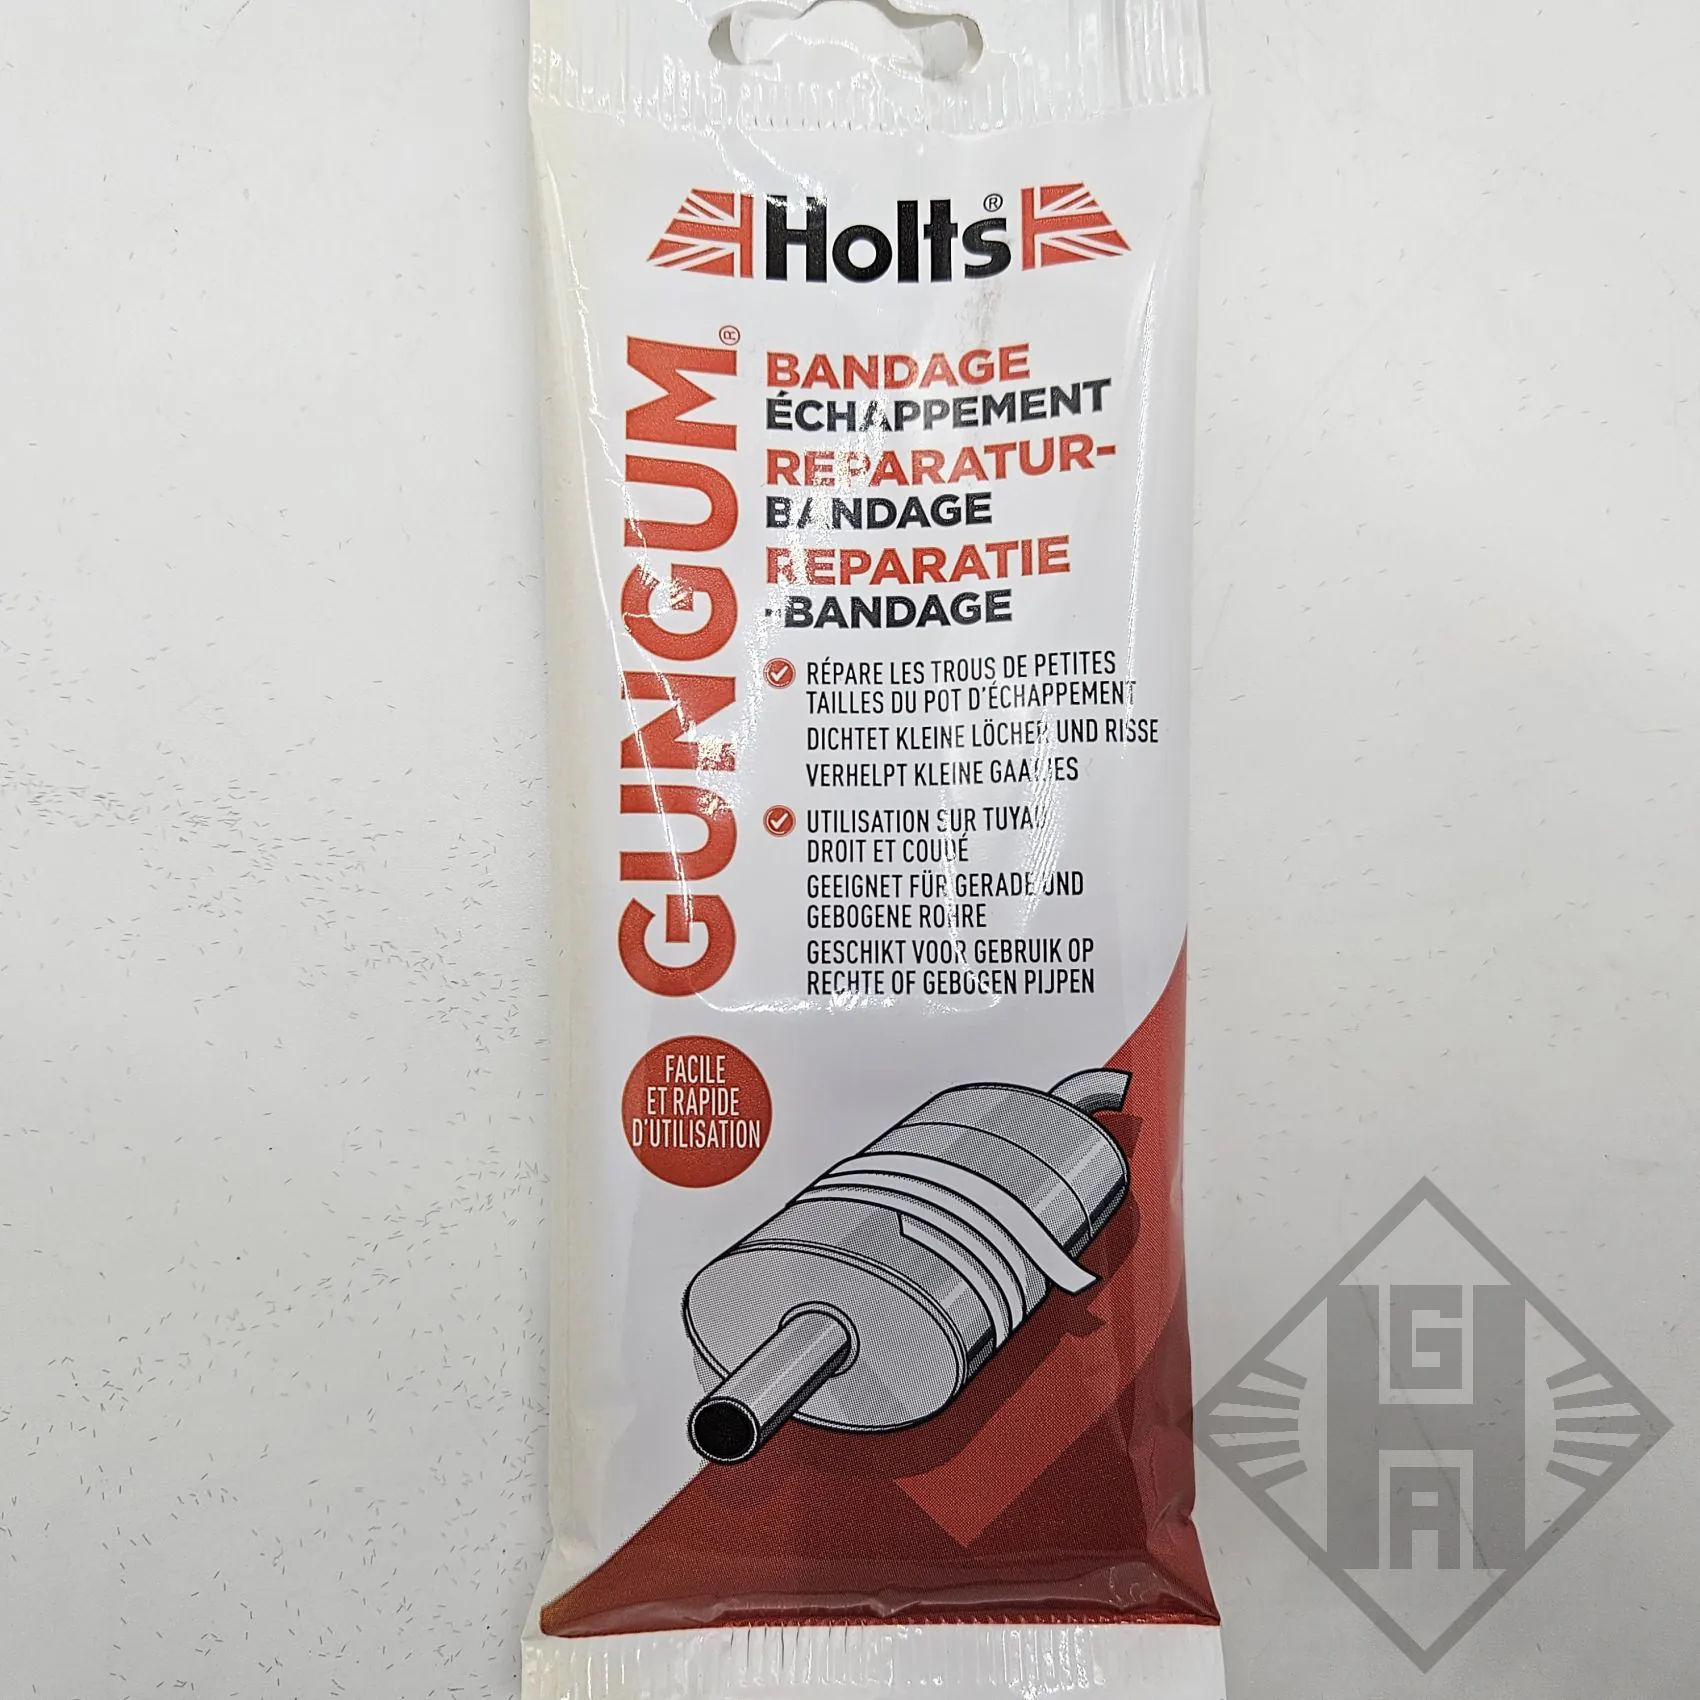 Holts®
GUNGUM®
BANDAGE
ÉCHAPPEMENT
REPARATUR-
BANDAGE
REPARATIE
-BANDAGE
RÉPARE LES TROUS DE PETITES
TAILLES DU POT D'ÉCHAPPEMENT
DICHTET KLEINE LÖCHER UND RISSE
VERHELPT KLEINE GAATJES
UTILISATION SUR TUYAU
DROIT ET COUDÉ
GEEIGNET FÜR GERADE UND
GEBOGENE ROHRE
GESCHIKT VOOR GEBRUIK OP
RECHTE OF GEBOGEN PIJPEN
FACILE
ET RAPIDE
D'UTILISATION
HGA